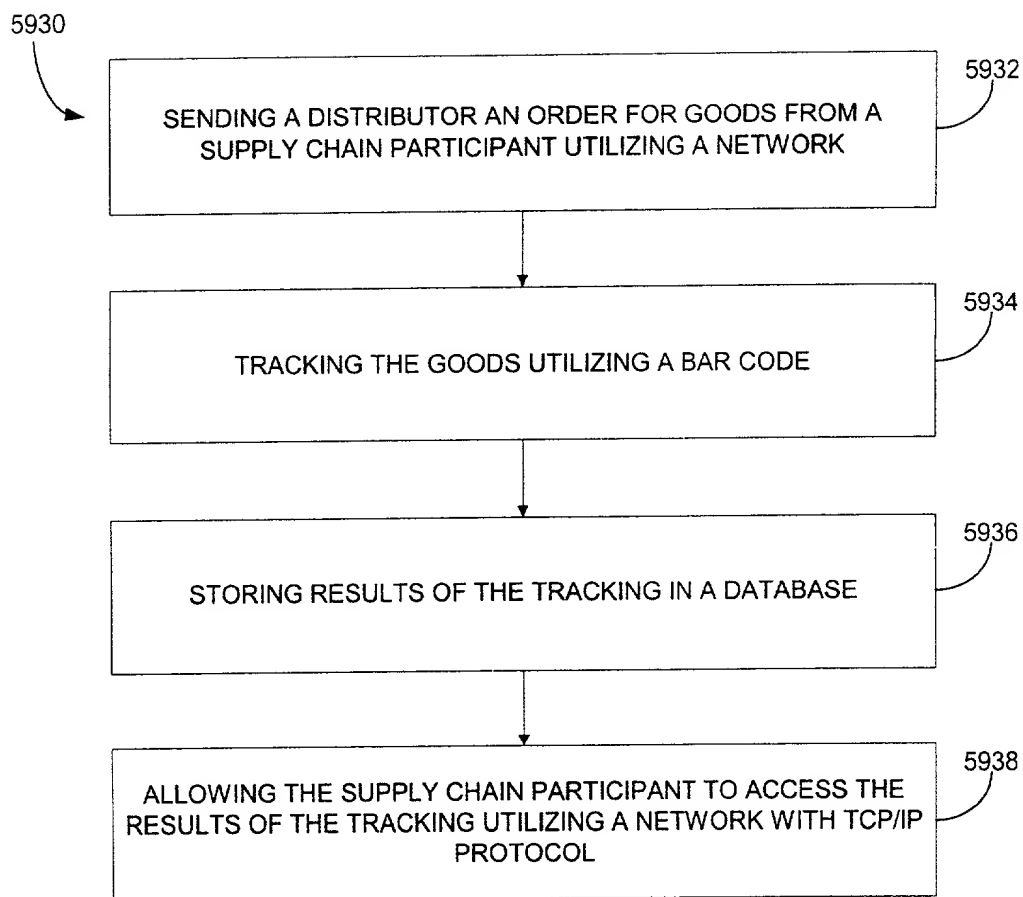 5930
5932
SENDING A DISTRIBUTOR AN ORDER FOR GOODS FROM A
SUPPLY CHAIN PARTICIPANT UTILIZING A NETWORK
5934
TRACKING THE GOODS UTILIZING A BAR CODE
5936
STORING RESULTS OF THE TRACKING IN A DATABASE
5938
ALLOWING THE SUPPLY CHAIN PARTICIPANT TO ACCESS THE
RESULTS OF THE TRACKING UTILIZING A NETWORK WITH TCP/IP
PROTOCOL